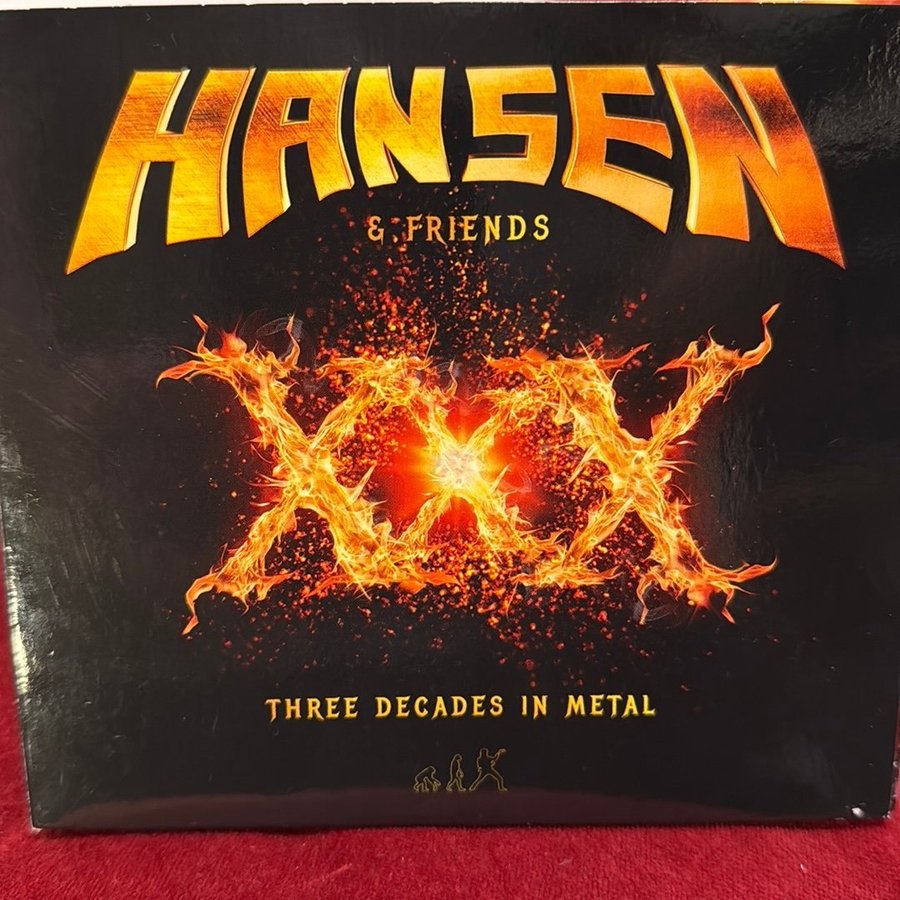 HANSEN
& FRIENDS
XXX
THREE DECADES IN METAL